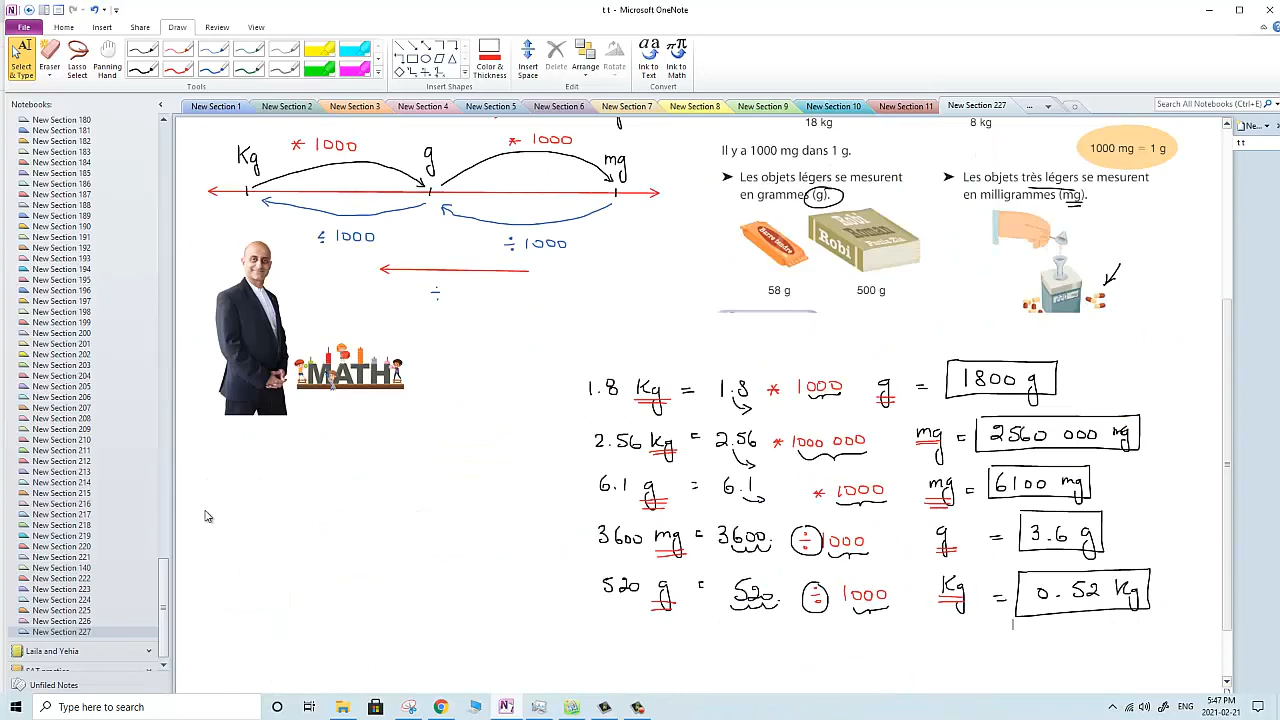 t t - Microsoft OneNote
File Home Insert Share Draw Review View
Select & Type
Eraser
Lasso Select
Panning Hand
Color & Thickness
Insert Space
Delete
Arrange
Rotate
Ink to Text
Ink to Math
Tools Insert Shapes Edit Convert
Notebooks:
New Section 1 New Section 2 New Section 3 New Section 4 New Section 5 New Section 6 New Section 7 New Section 8 New Section 9 New Section 10 New Section 11 New Section 227 ...
Search All Notebooks (Ctrl+E)
Ne...
t t
New Section 180
New Section 181
New Section 182
New Section 183
New Section 184
New Section 185
New Section 186
New Section 187
New Section 188
New Section 189
New Section 190
New Section 191
New Section 192
New Section 193
New Section 194
New Section 195
New Section 196
New Section 197
New Section 198
New Section 199
New Section 200
New Section 201
New Section 202
New Section 203
New Section 204
New Section 205
New Section 206
New Section 207
New Section 208
New Section 209
New Section 210
New Section 211
New Section 212
New Section 213
New Section 214
New Section 215
New Section 216
New Section 217
New Section 218
New Section 219
New Section 220
New Section 221
New Section 140
New Section 222
New Section 223
New Section 224
New Section 225
New Section 226
New Section 227
Laila and Yehia
Unfiled Notes
* 1000 * 1000
Kg g mg
÷ 1000 ÷ 1000
÷
MATH
18 kg 8 kg
Il y a 1000 mg dans 1 g.
1000 mg = 1 g
➤ Les objets légers se mesurent
en grammes (g).
➤ Les objets très légers se mesurent
en milligrammes (mg).
Barre tendre
Robi
Robi
Roman
58 g 500 g
1.8 Kg = 1.8 * 1000 g = 1800 g
2.56 Kg = 2.56 * 1000 000 mg = 2560 000 mg
6.1 g = 6.1 * 1000 mg = 6100 mg
3600 mg = 3600. ÷ 1000 g = 3.6 g
520 g = 520. ÷ 1000 Kg = 0.52 Kg
Type here to search
ENG
5:47 PM
2021-02-21